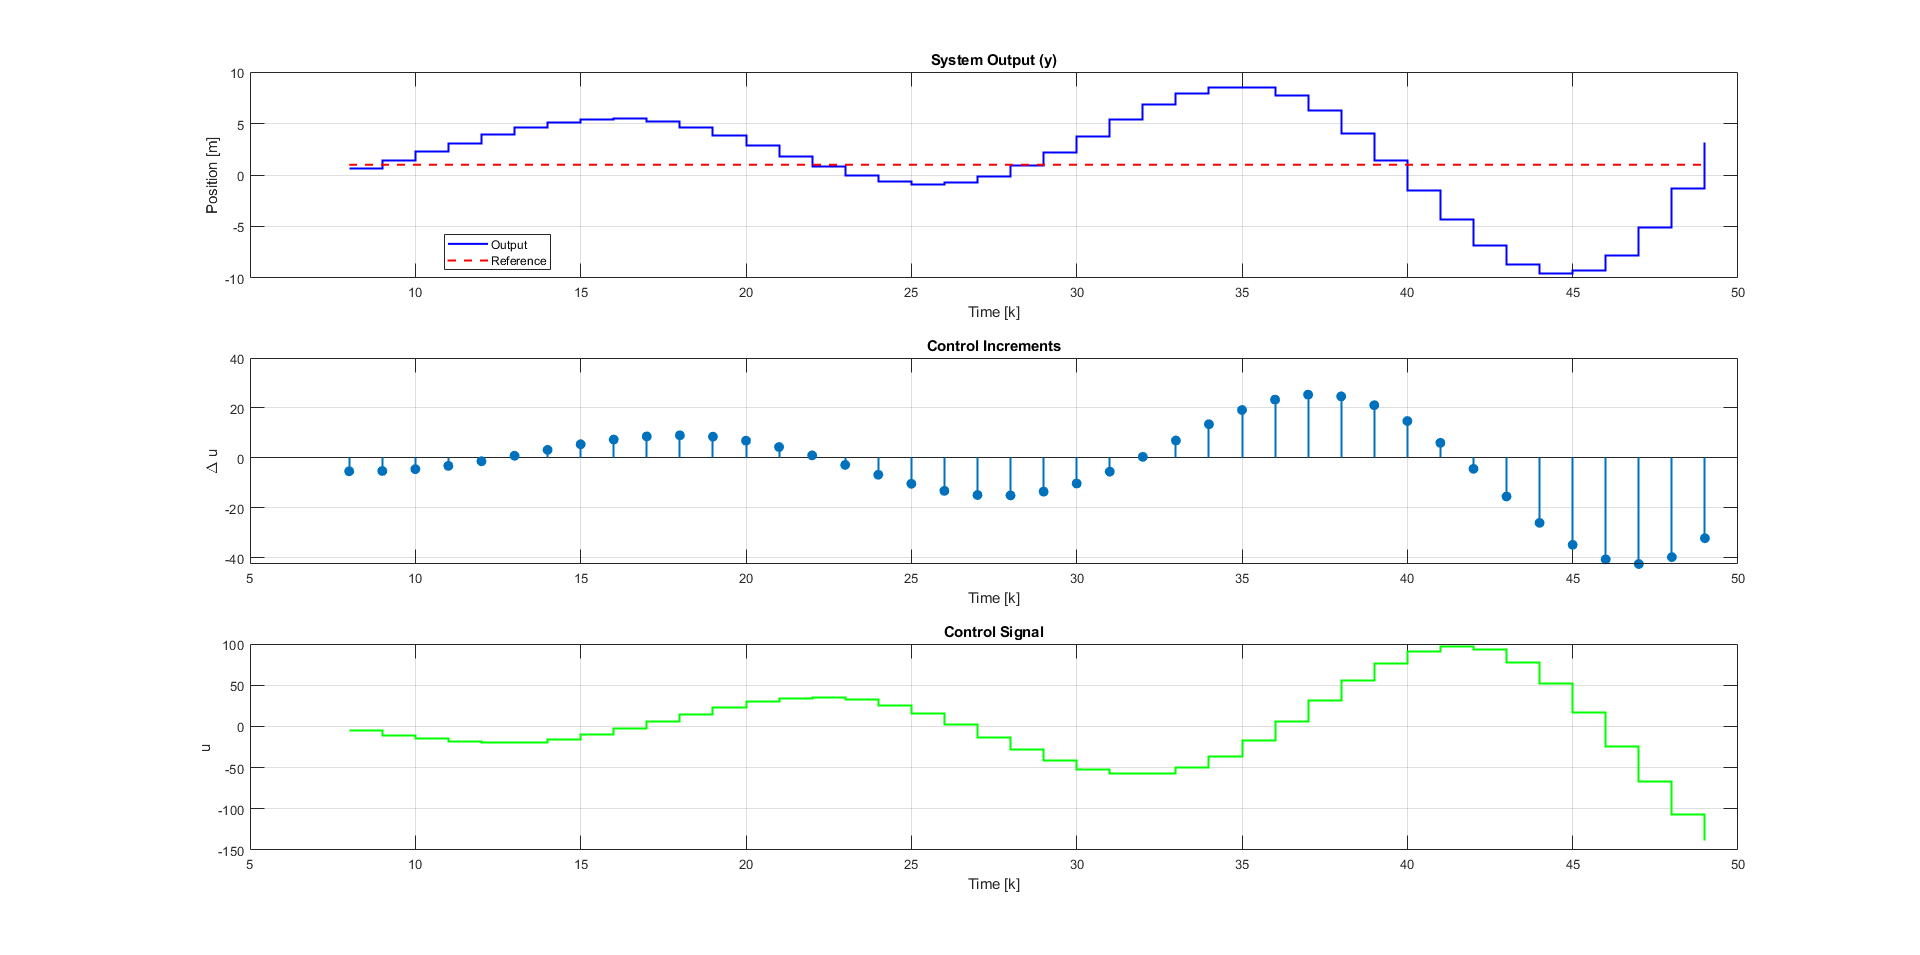 System Output (y)
10
5
0
-5
-10
Position [m]
Output
Reference
10 15 20 25 30 35 40 45 50
Time [k]
Control Increments
40
20
0
-20
-40
Δ u
5 10 15 20 25 30 35 40 45 50
Time [k]
Control Signal
100
50
0
-50
-100
-150
u
5 10 15 20 25 30 35 40 45 50
Time [k]